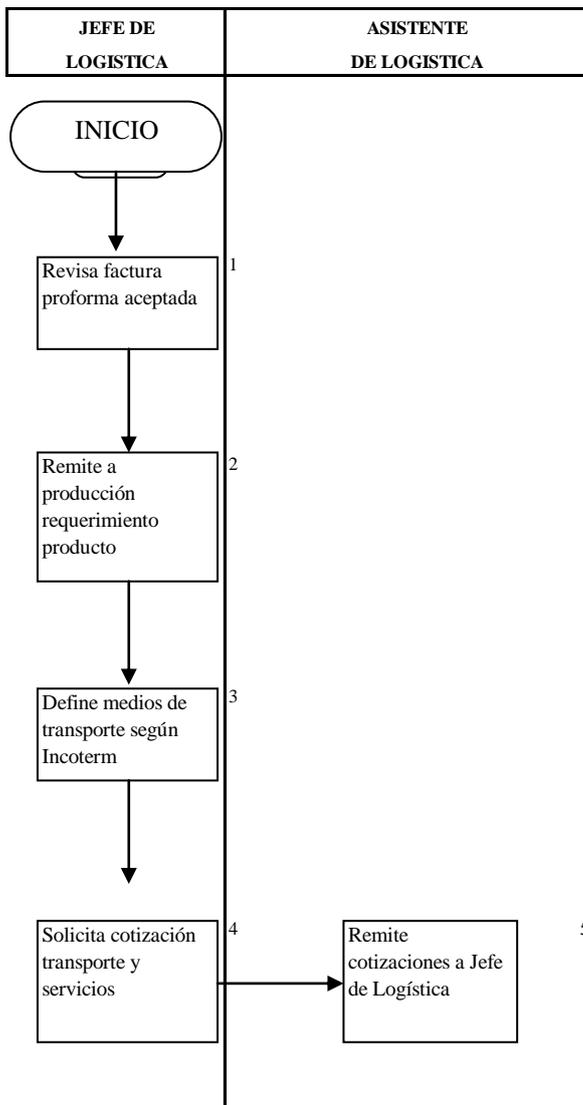 JEFE DE
LOGISTICA
ASISTENTE
DE LOGISTICA
INICIO
Revisa factura
proforma aceptada
1
Remite a
producción
requerimiento
producto
2
Define medios de
transporte según
Incoterm
3
Solicita cotización
transporte y
servicios
4
Remite
cotizaciones a Jefe
de Logística
5